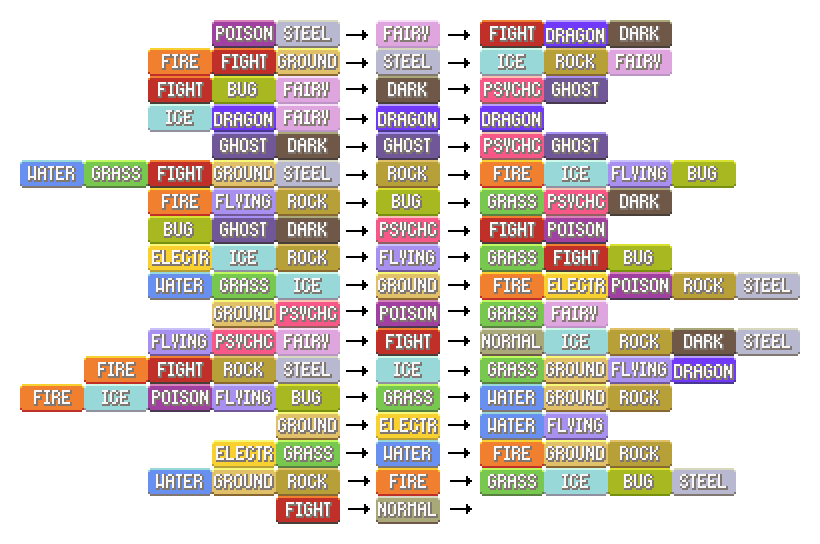 POISON STEEL → FAIRY → FIGHT DRAGON DARK
FIRE FIGHT GROUND → STEEL → ICE ROCK FAIRY
FIGHT BUG FAIRY → DARK → PSYCHC GHOST
ICE DRAGON FAIRY → DRAGON → DRAGON
GHOST DARK → GHOST → PSYCHC GHOST
WATER GRASS FIGHT GROUND STEEL → ROCK → FIRE ICE FLYING BUG
FIRE FLYING ROCK → BUG → GRASS PSYCHC DARK
BUG GHOST DARK → PSYCHC → FIGHT POISON
ELECTR ICE ROCK → FLYING → GRASS FIGHT BUG
WATER GRASS ICE → GROUND → FIRE ELECTR POISON ROCK STEEL
GROUND PSYCHC → POISON → GRASS FAIRY
FLYING PSYCHC FAIRY → FIGHT → NORMAL ICE ROCK DARK STEEL
FIRE FIGHT ROCK STEEL → ICE → GRASS GROUND FLYING DRAGON
FIRE ICE POISON FLYING BUG → GRASS → WATER GROUND ROCK
GROUND → ELECTR → WATER FLYING
ELECTR GRASS → WATER → FIRE GROUND ROCK
WATER GROUND ROCK → FIRE → GRASS ICE BUG STEEL
FIGHT → NORMAL →